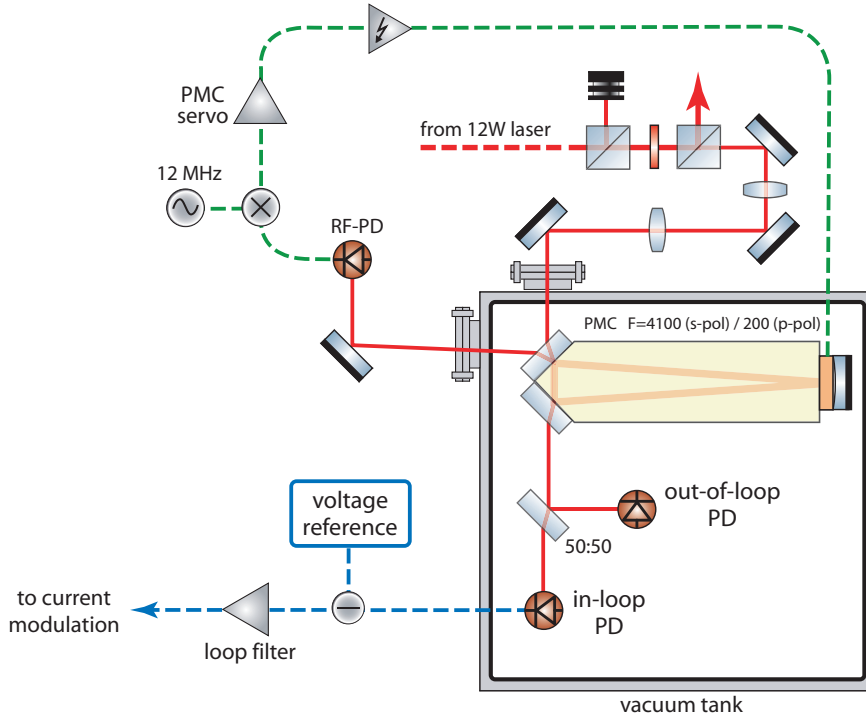 PMC
servo
from 12W laser
12 MHz
RF-PD
PMC F=4100 (s-pol) / 200 (p-pol)
out-of-loop
PD
50:50
voltage
reference
in-loop
PD
to current
modulation
loop filter
vacuum tank